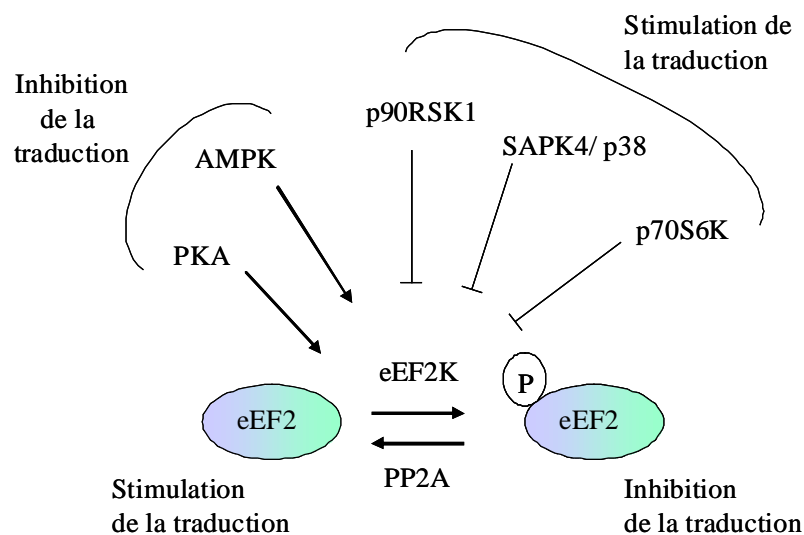 Stimulation de
la traduction
Inhibition
de la
traduction
p90RSK1
SAPK4/ p38
AMPK
p70S6K
PKA
eEF2K
P
eEF2
eEF2
PP2A
Stimulation
de la traduction
Inhibition
de la traduction